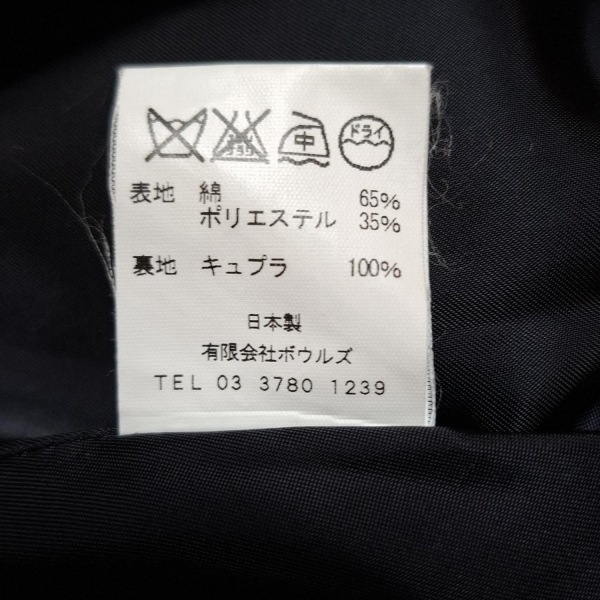 中 ドライ
表地 綿 65%
ポリエステル 35%
裏地 キュプラ 100%
日本製
有限会社ボウルズ
TEL 03 3780 1239